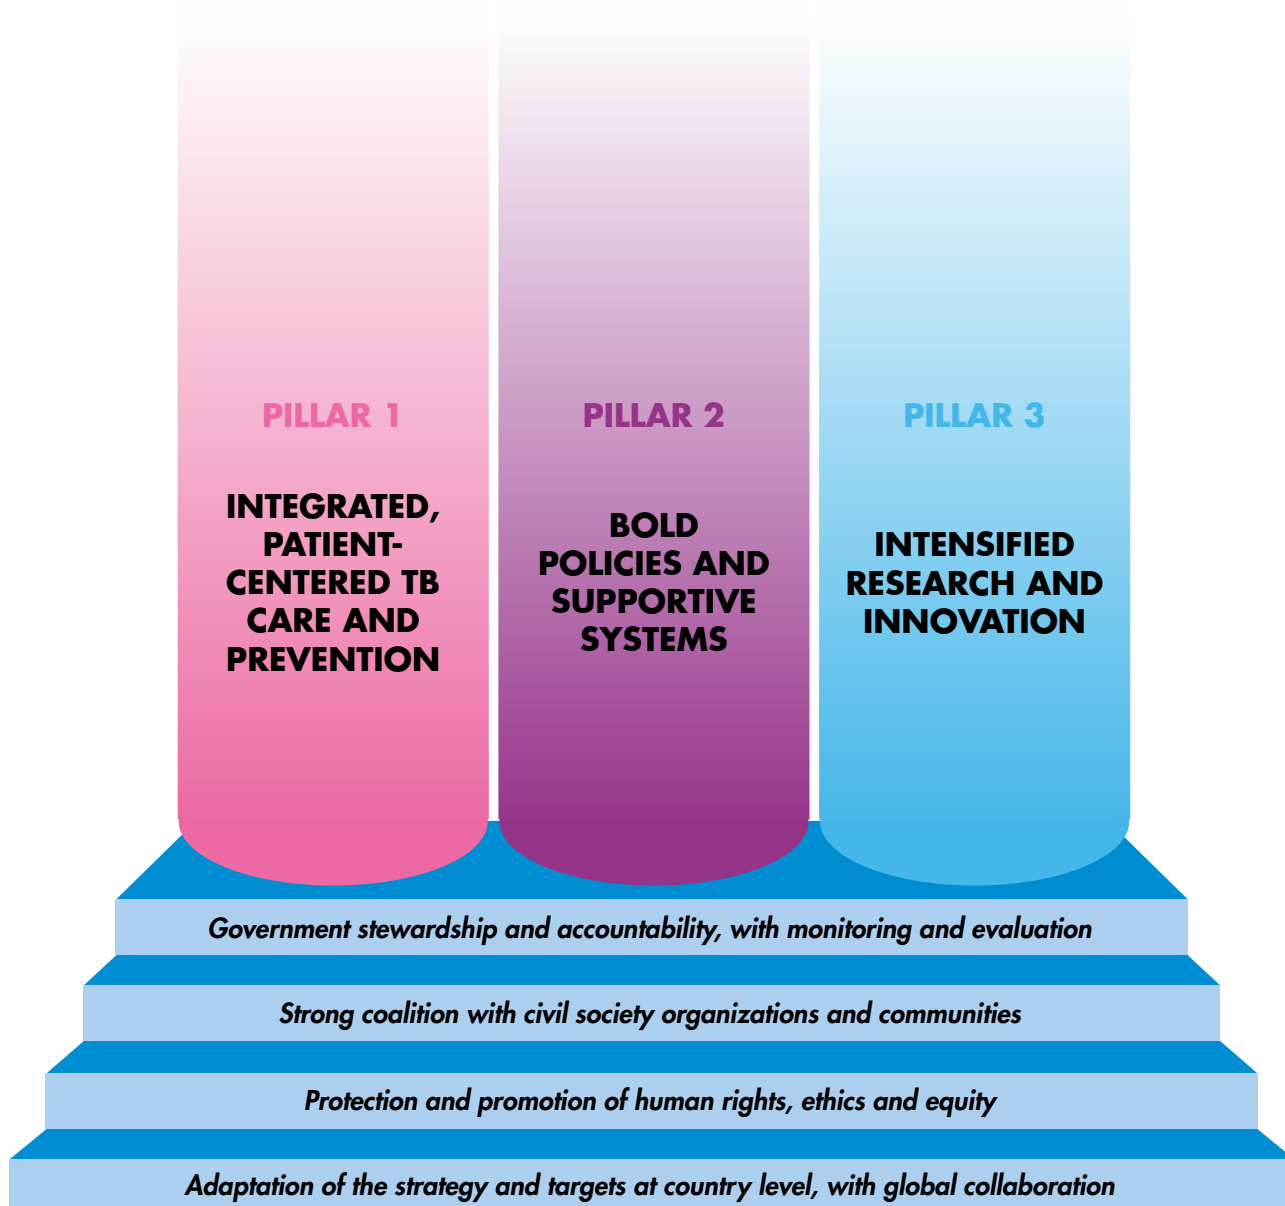 PILLAR 1
INTEGRATED,
PATIENT-
CENTERED TB
CARE AND
PREVENTION
PILLAR 2
BOLD
POLICIES AND
SUPPORTIVE
SYSTEMS
PILLAR 3
INTENSIFIED
RESEARCH AND
INNOVATION
Government stewardship and accountability, with monitoring and evaluation
Strong coalition with civil society organizations and communities
Protection and promotion of human rights, ethics and equity
Adaptation of the strategy and targets at country level, with global collaboration